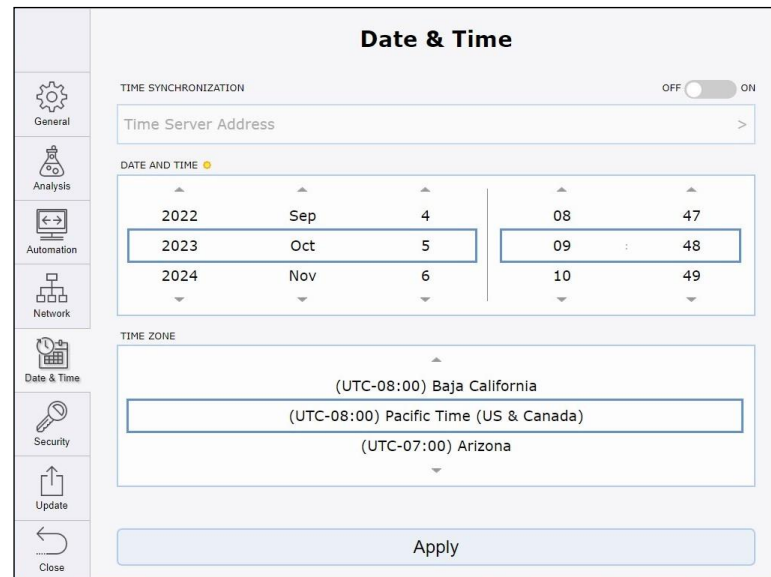 Date & Time
General
Analysis
Automation
Network
Date & Time
Security
Update
Close
TIME SYNCHRONIZATION OFF ON
Time Server Address >
DATE AND TIME
2022 Sep 4 08 47
2023 Oct 5 09 : 48
2024 Nov 6 10 49
TIME ZONE
(UTC-08:00) Baja California
(UTC-08:00) Pacific Time (US & Canada)
(UTC-07:00) Arizona
Apply